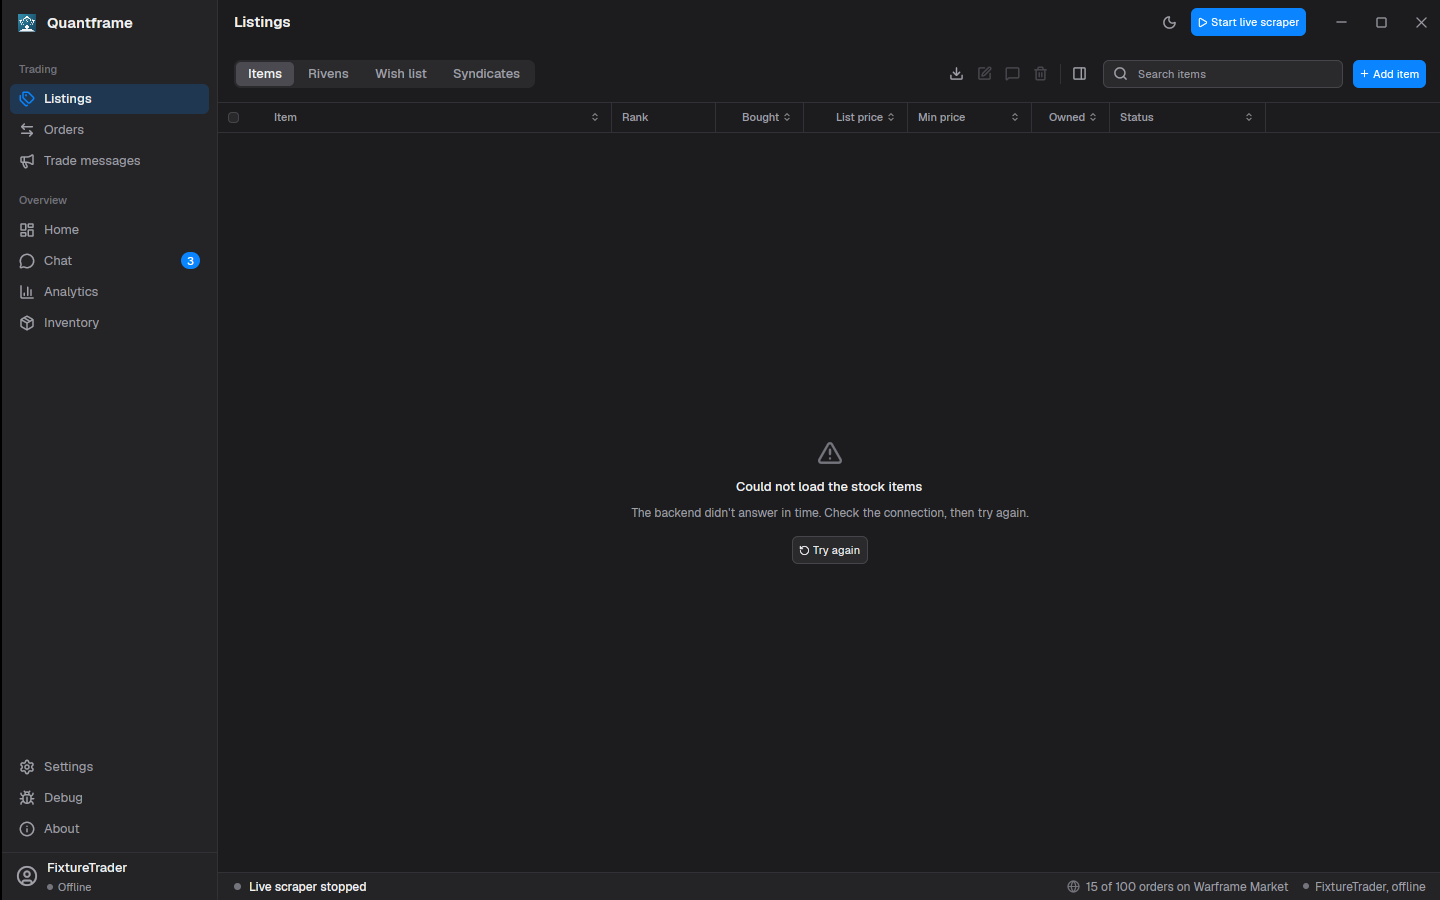 Quantframe
Listings
Start live scraper
Trading
Listings
Orders
Trade messages
Overview
Home
Chat
3
Analytics
Inventory
Settings
Debug
About
FixtureTrader
Offline
Items
Rivens
Wish list
Syndicates
Search items
+ Add item
Item
Rank
Bought
List price
Min price
Owned
Status
Could not load the stock items
The backend didn't answer in time. Check the connection, then try again.
Try again
Live scraper stopped
15 of 100 orders on Warframe Market
FixtureTrader, offline